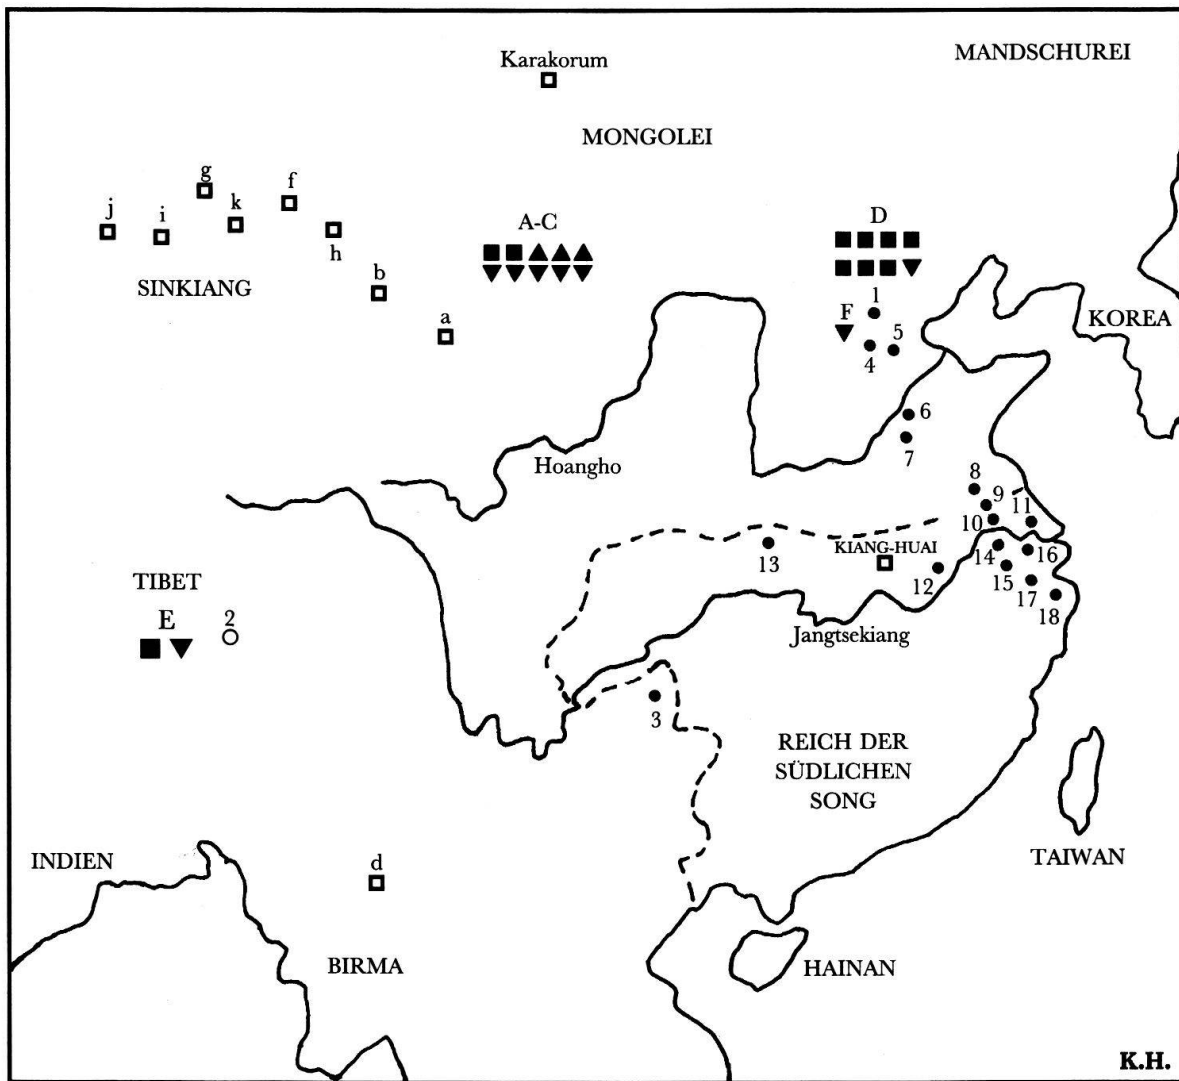 Karakorum
MANDSCHUREI
MONGOLEI
g
f
j
i
k
h
A-C
D
SINKIANG
b
a
1
F
4
5
KOREA
6
7
Hoangho
8
9
10
11
KIANG-HUAI
13
12
14
15
16
17
18
TIBET
E
2
Jangtsekiang
3
REICH DER
SÜDLICHEN
SONG
INDIEN
d
TAIWAN
BIRMA
HAINAN
K.H.